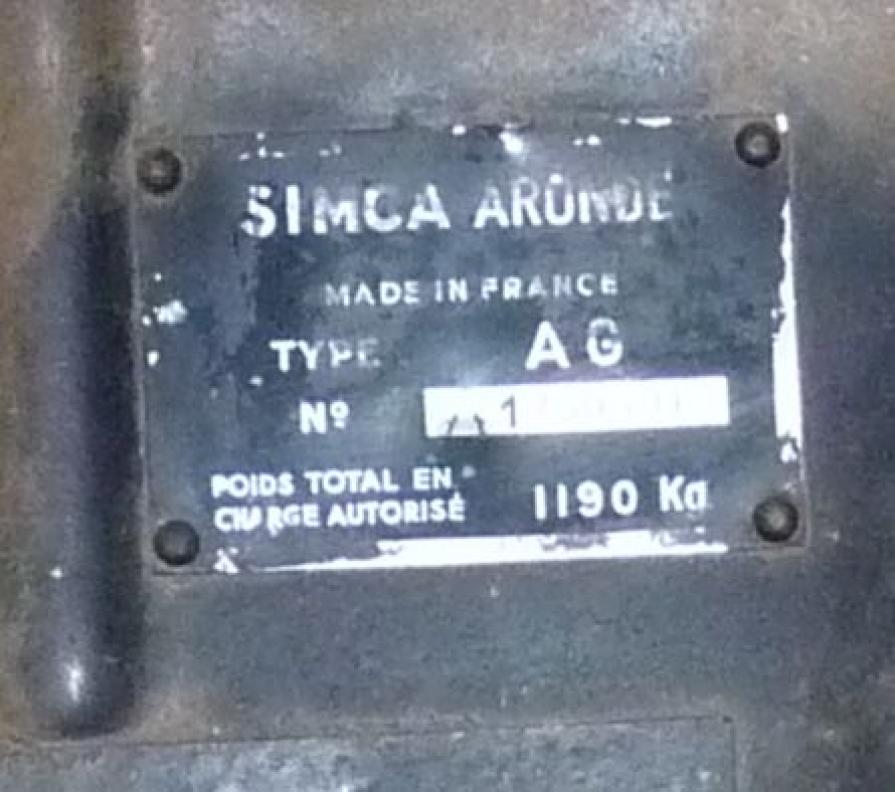 SIMCA ARONDE
MADE IN FRANCE
TYPE AG
Nº
POIDS TOTAL EN
CHARGE AUTORISÉ 1190 Kg